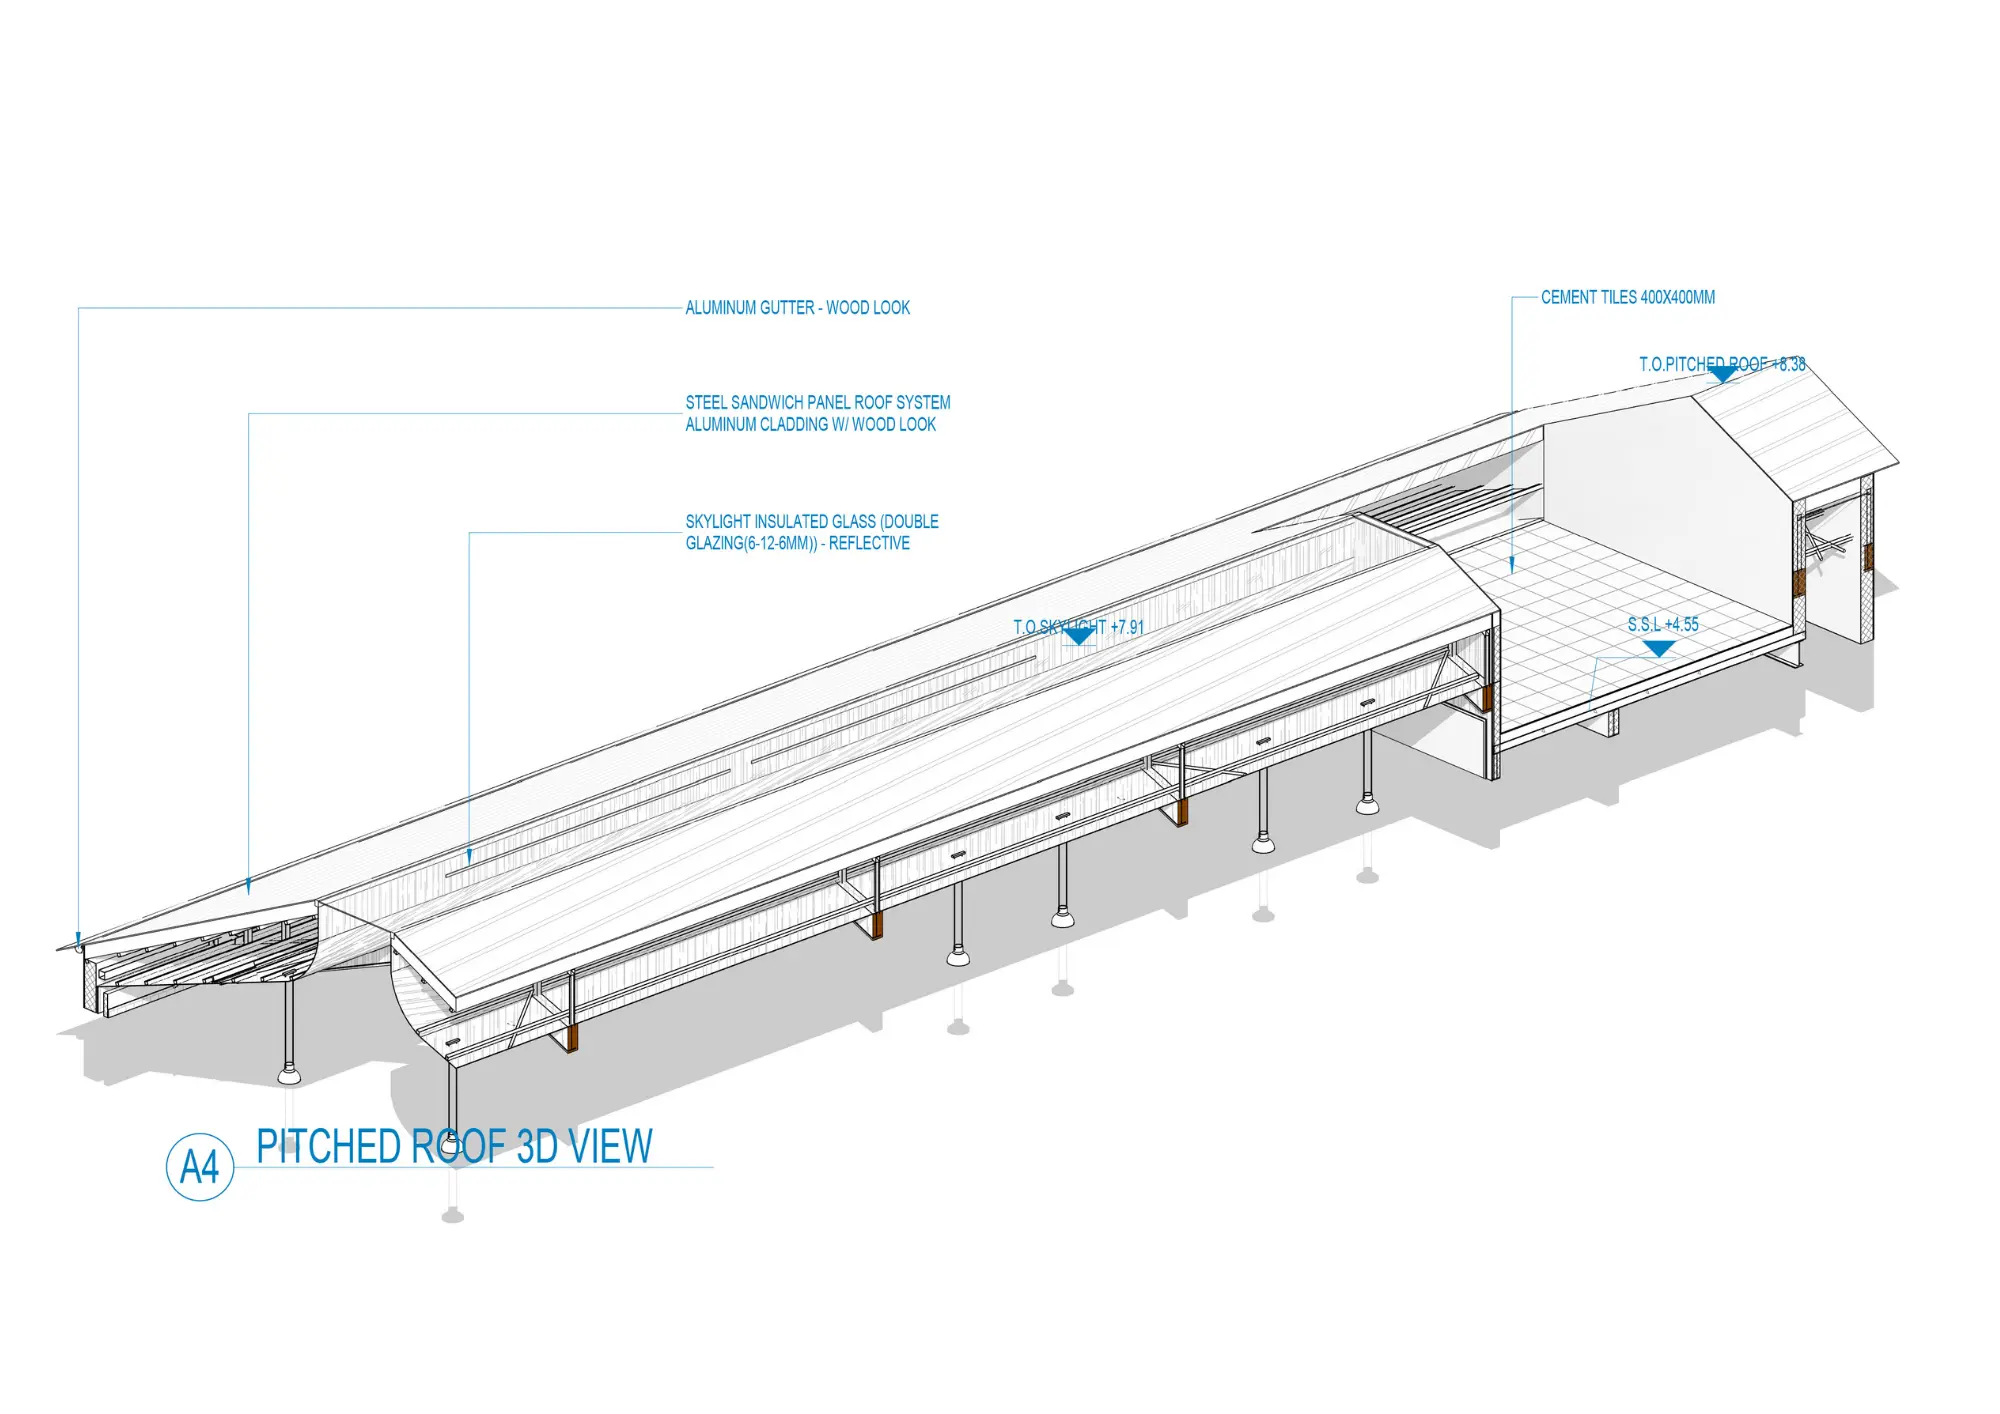 ALUMINUM GUTTER - WOOD LOOK
CEMENT TILES 400X400MM
T.O.PITCHED ROOF +8.38
STEEL SANDWICH PANEL ROOF SYSTEM
ALUMINUM CLADDING W/ WOOD LOOK
SKYLIGHT INSULATED GLASS (DOUBLE
GLAZING(6-12-6MM)) - REFLECTIVE
T.O.SKYLIGHT +7.91
S.S.L +4.55
A4 PITCHED ROOF 3D VIEW